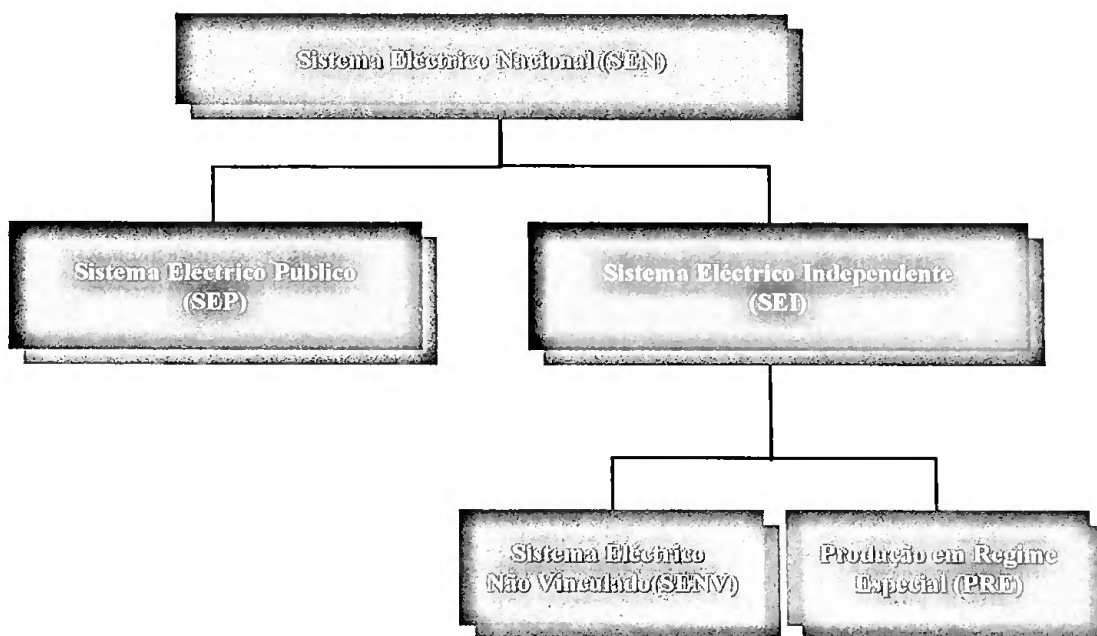 Sistema Eléctrico Nacional (SEN)
Sistema Eléctrico Público
(SEP)
Sistema Eléctrico Independente
(SEI)
Sistema Eléctrico
Não Vinculado(SENV)
Produção em Regime
Especial (PRE)